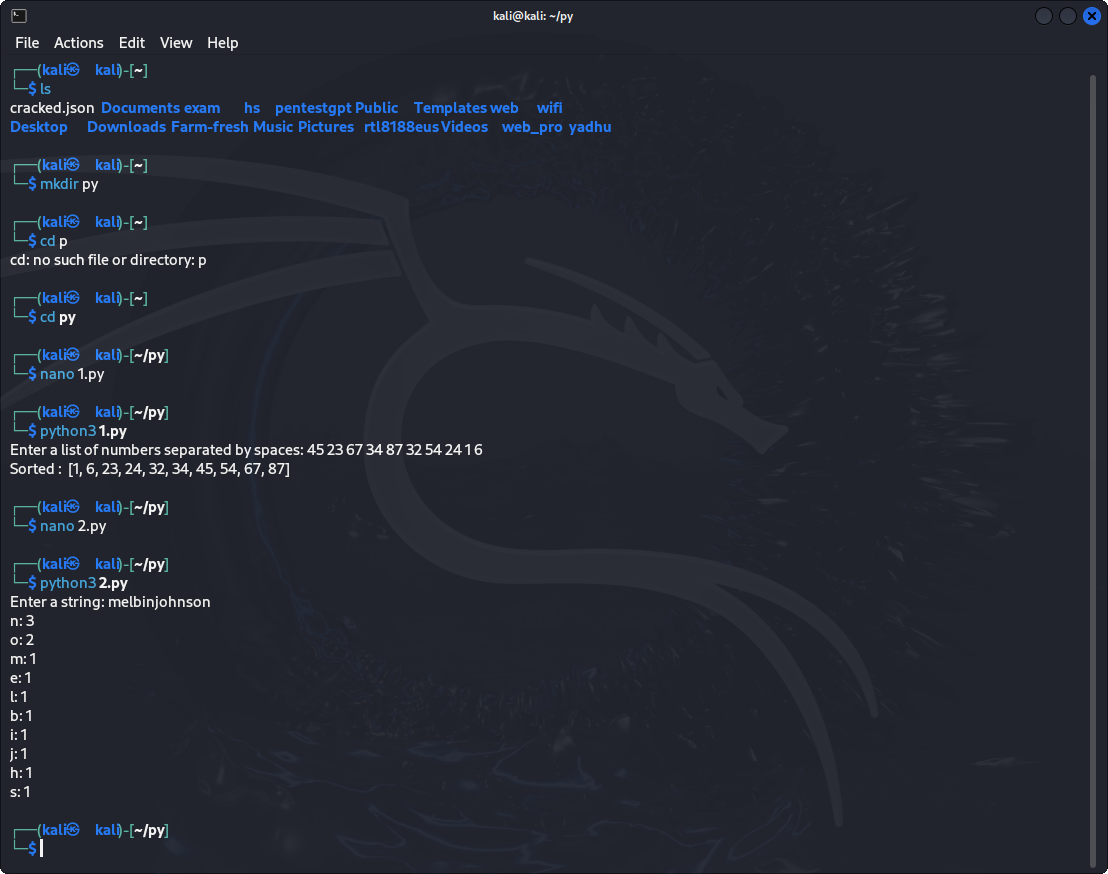 kali@kali: ~/py
File Actions Edit View Help
┌──(kali㉿kali)-[~]
└─$ ls
cracked.json Documents exam hs pentestgpt Public Templates web wifi
Desktop Downloads Farm-fresh Music Pictures rtl8188eus Videos web_pro yadhu
┌──(kali㉿kali)-[~]
└─$ mkdir py
┌──(kali㉿kali)-[~]
└─$ cd p
cd: no such file or directory: p
┌──(kali㉿kali)-[~]
└─$ cd py
┌──(kali㉿kali)-[~/py]
└─$ nano 1.py
┌──(kali㉿kali)-[~/py]
└─$ python3 1.py
Enter a list of numbers separated by spaces: 45 23 67 34 87 32 54 24 1 6
Sorted : [1, 6, 23, 24, 32, 34, 45, 54, 67, 87]
┌──(kali㉿kali)-[~/py]
└─$ nano 2.py
┌──(kali㉿kali)-[~/py]
└─$ python3 2.py
Enter a string: melbinjohnson
n: 3
o: 2
m: 1
e: 1
l: 1
b: 1
i: 1
j: 1
h: 1
s: 1
┌──(kali㉿kali)-[~/py]
└─$